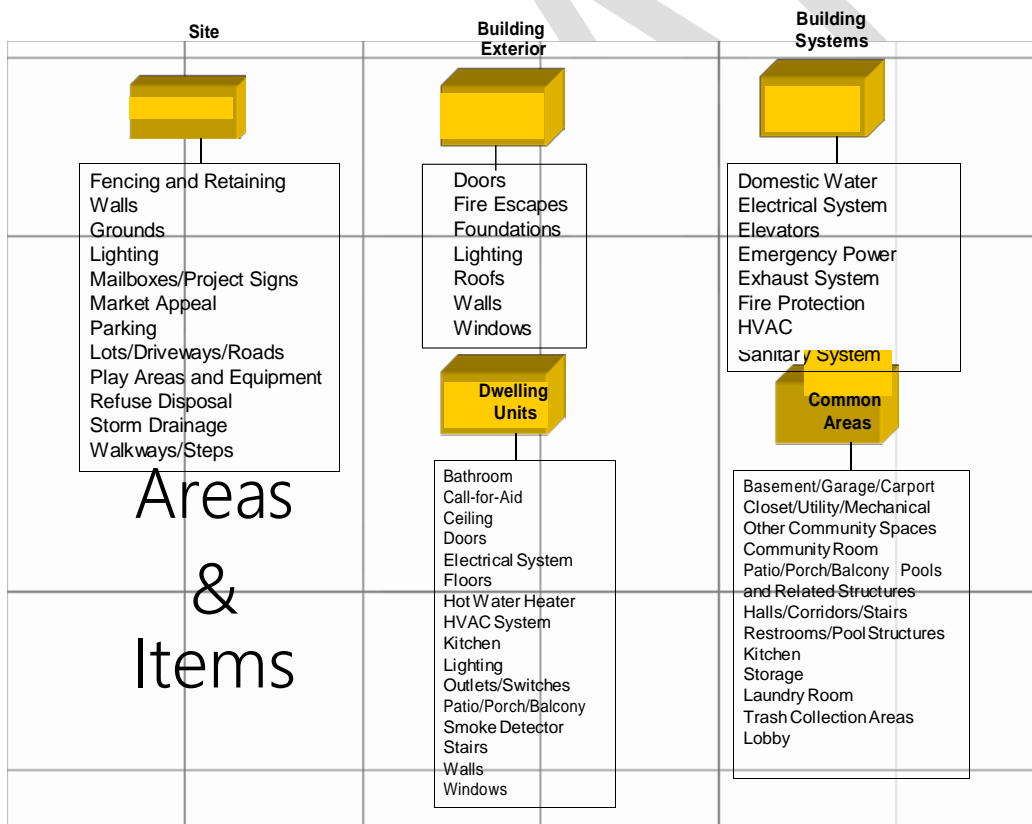 Site
Fencing and Retaining
Walls
Grounds
Lighting
Mailboxes/Project Signs
Market Appeal
Parking
Lots/Driveways/Roads
Play Areas and Equipment
Refuse Disposal
Storm Drainage
Walkways/Steps
Areas
&
Items
Building
Exterior
Doors
Fire Escapes
Foundations
Lighting
Roofs
Walls
Windows
Dwelling
Units
Bathroom
Call-for-Aid
Ceiling
Doors
Electrical System
Floors
Hot Water Heater
HVAC System
Kitchen
Lighting
Outlets/Switches
Patio/Porch/Balcony
Smoke Detector
Stairs
Walls
Windows
Building
Systems
Domestic Water
Electrical System
Elevators
Emergency Power
Exhaust System
Fire Protection
HVAC
Sanitary System
Common
Areas
Basement/Garage/Carport
Closet/Utility/Mechanical
Other Community Spaces
Community Room
Patio/Porch/Balcony Pools
and Related Structures
Halls/Corridors/Stairs
Restrooms/Pool Structures
Kitchen
Storage
Laundry Room
Trash Collection Areas
Lobby